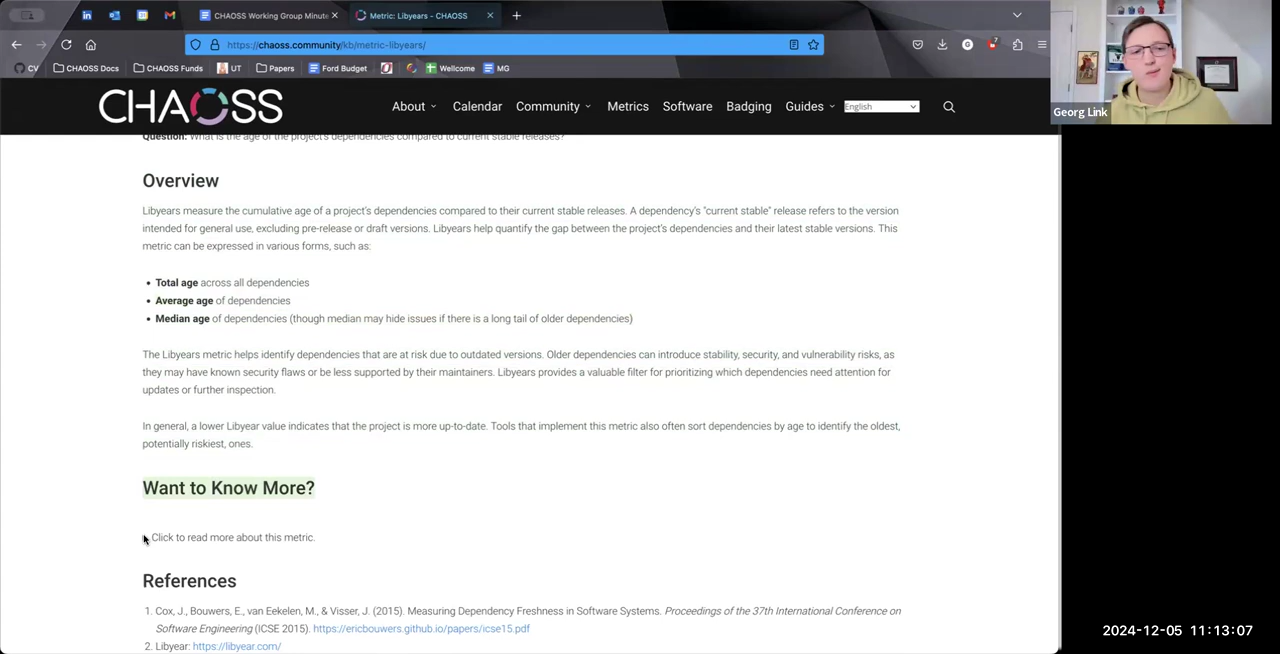 CHAOSS Working Group Minute
Metric: Libyears - CHAOSS
https://chaoss.community/kb/metric-libyears/
7
CV
CHAOSS Docs
CHAOSS Funds
UT
Papers
Ford Budget
Wellcome
MG
CHAOSS
About
Calendar
Community
Metrics
Software
Badging
Guides
English
Georg Link
Question: What is the age of the project's dependencies compared to current stable releases?
Overview
Libyears measure the cumulative age of a project's dependencies compared to their current stable releases. A dependency's "current stable" release refers to the version
intended for general use, excluding pre-release or draft versions. Libyears help quantify the gap between the project's dependencies and their latest stable versions. This
metric can be expressed in various forms, such as:
• Total age across all dependencies
• Average age of dependencies
• Median age of dependencies (though median may hide issues if there is a long tail of older dependencies)
The Libyears metric helps identify dependencies that are at risk due to outdated versions. Older dependencies can introduce stability, security, and vulnerability risks, as
they may have known security flaws or be less supported by their maintainers. Libyears provides a valuable filter for prioritizing which dependencies need attention for
updates or further inspection.
In general, a lower Libyear value indicates that the project is more up-to-date. Tools that implement this metric also often sort dependencies by age to identify the oldest,
potentially riskiest, ones.
Want to Know More?
Click to read more about this metric.
References
1. Cox, J., Bouwers, E., van Eekelen, M., & Visser, J. (2015). Measuring Dependency Freshness in Software Systems. Proceedings of the 37th International Conference on
Software Engineering (ICSE 2015). https://ericbouwers.github.io/papers/icse15.pdf
2. Libyear: https://libyear.com/
2024-12-05 11:13:07